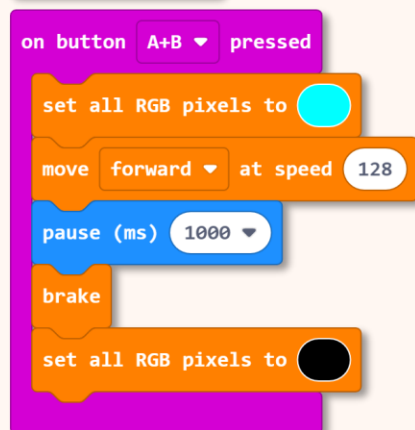 on button A+B pressed
set all RGB pixels to
move forward at speed 128
pause (ms) 1000
brake
set all RGB pixels to